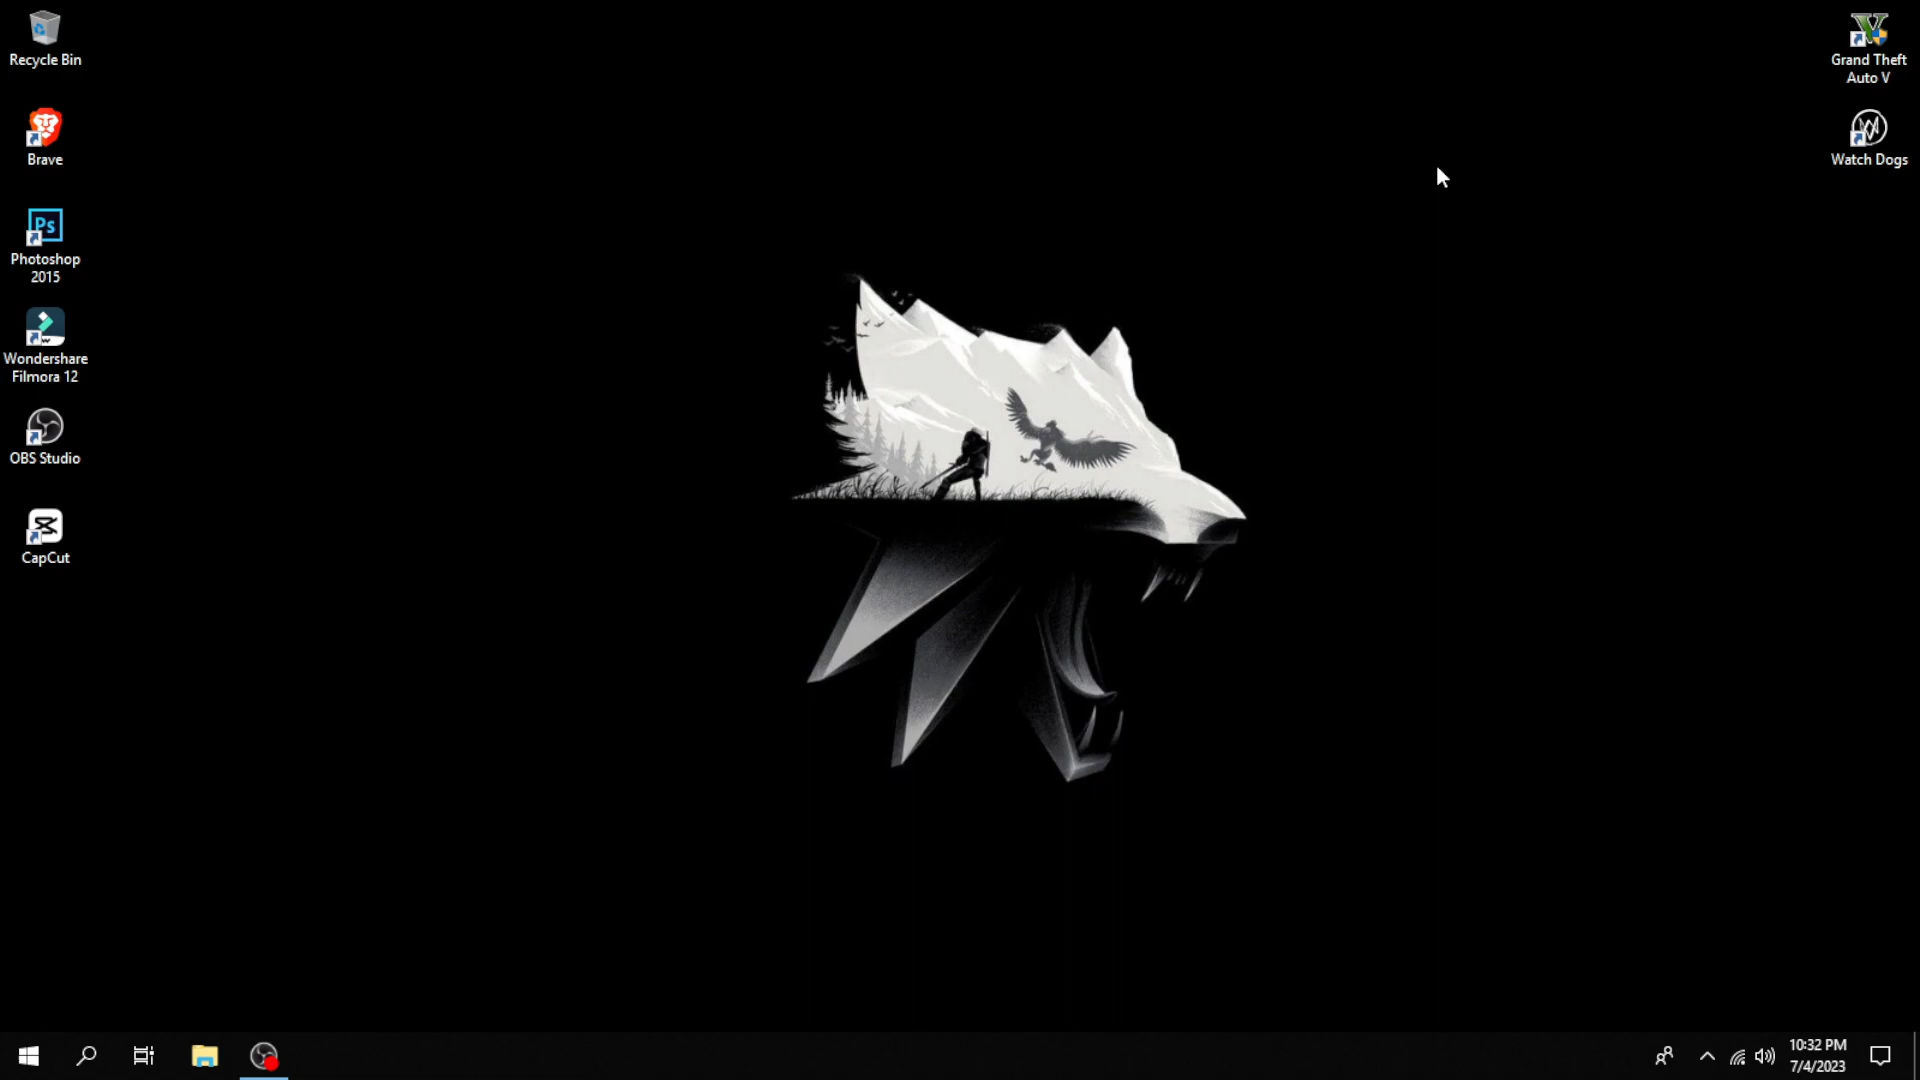 Recycle Bin
Brave
Ps
Photoshop
2015
Wondershare
Filmora 12
OBS Studio
CapCut
Grand Theft
Auto V
Watch Dogs
10:32 PM
7/4/2023